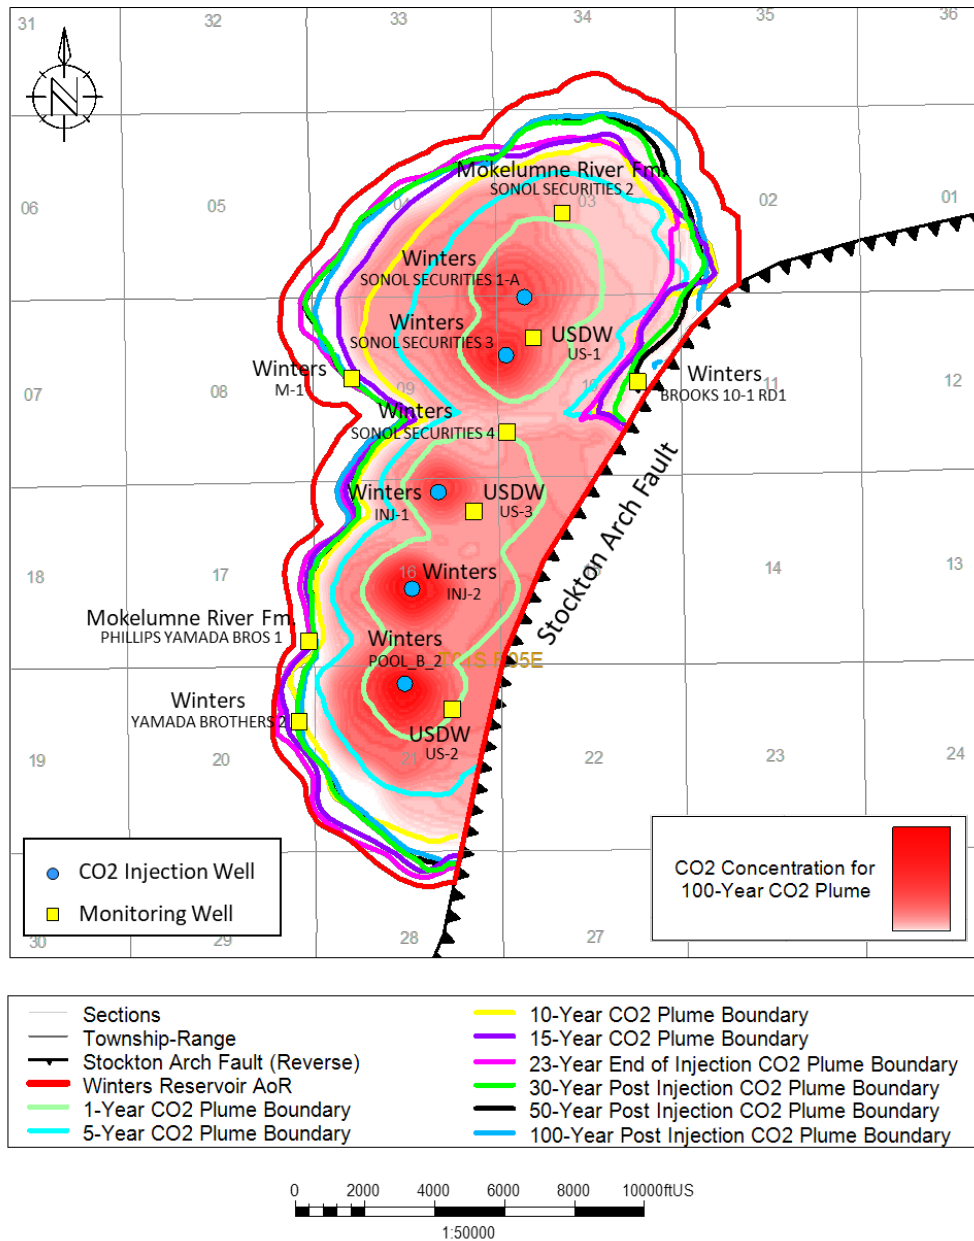 31
32
33
34
35
36
N
Mokelumne River Fm.
SONOL SECURITIES 2
06
05
04
03
02
01
Winters
SONOL SECURITIES 1-A
Winters
SONOL SECURITIES 3
USDW
US-1
Winters
M-1
Winters
BROOKS 10-1 RD1
07
08
09
10
11
12
Winters
SONOL SECURITIES 4
Winters
INJ-1
USDW
US-3
Stockton Arch Fault
18
17
16
Winters
INJ-2
14
13
Mokelumne River Fm.
PHILLIPS YAMADA BROS 1
Winters
POOL_B_2
Winters
YAMADA BROTHERS 2
USDW
US-2
19
20
21
22
23
24
CO2 Injection Well
Monitoring Well
CO2 Concentration for
100-Year CO2 Plume
30
29
28
27
Sections
Township-Range
Stockton Arch Fault (Reverse)
Winters Reservoir AoR
1-Year CO2 Plume Boundary
5-Year CO2 Plume Boundary
10-Year CO2 Plume Boundary
15-Year CO2 Plume Boundary
23-Year End of Injection CO2 Plume Boundary
30-Year Post Injection CO2 Plume Boundary
50-Year Post Injection CO2 Plume Boundary
100-Year Post Injection CO2 Plume Boundary
0 2000 4000 6000 8000 10000ftUS
1:50000